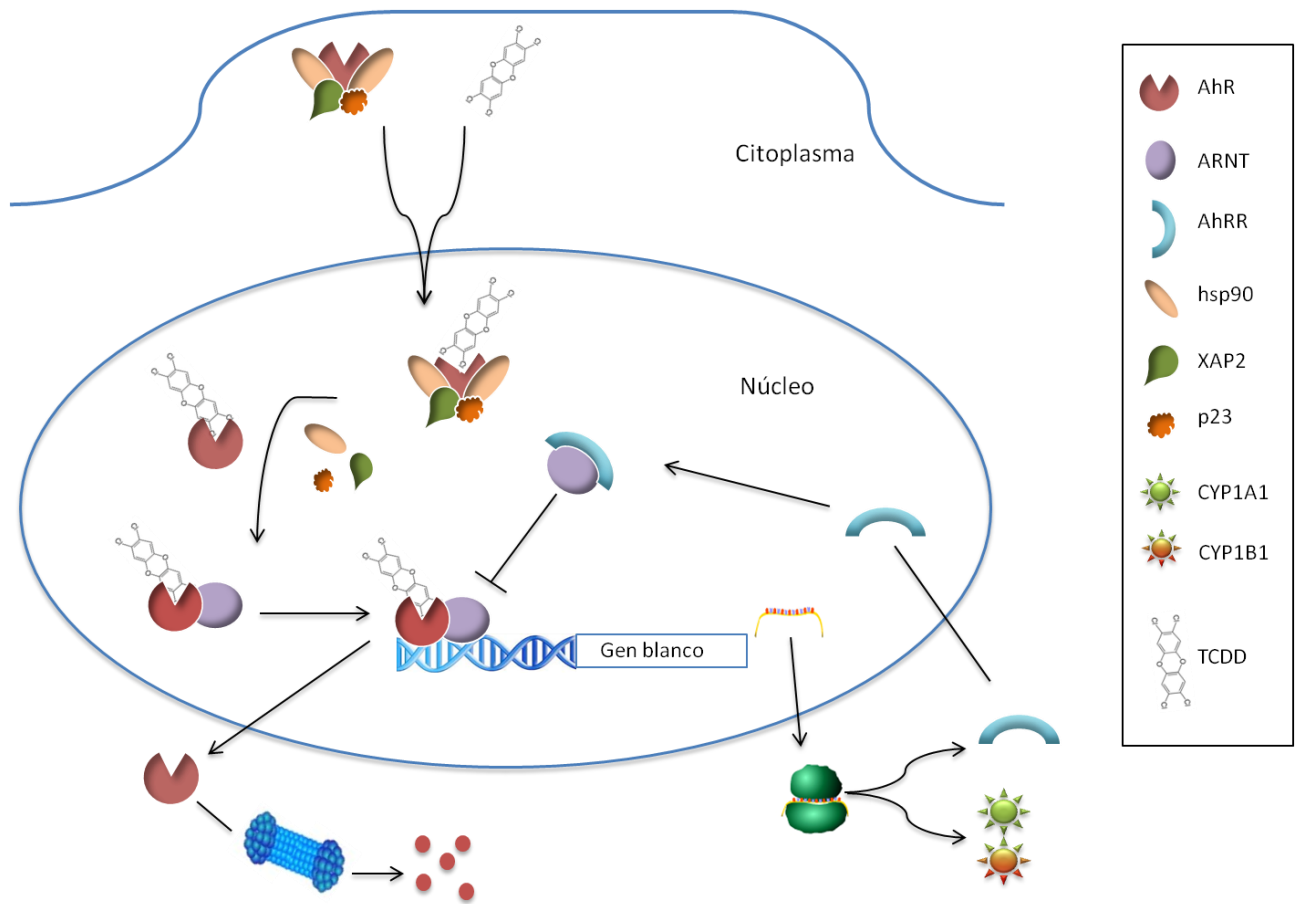 Citoplasma
Núcleo
Gen blanco
AhR
ARNT
AhRR
hsp90
XAP2
p23
CYP1A1
CYP1B1
TCDD